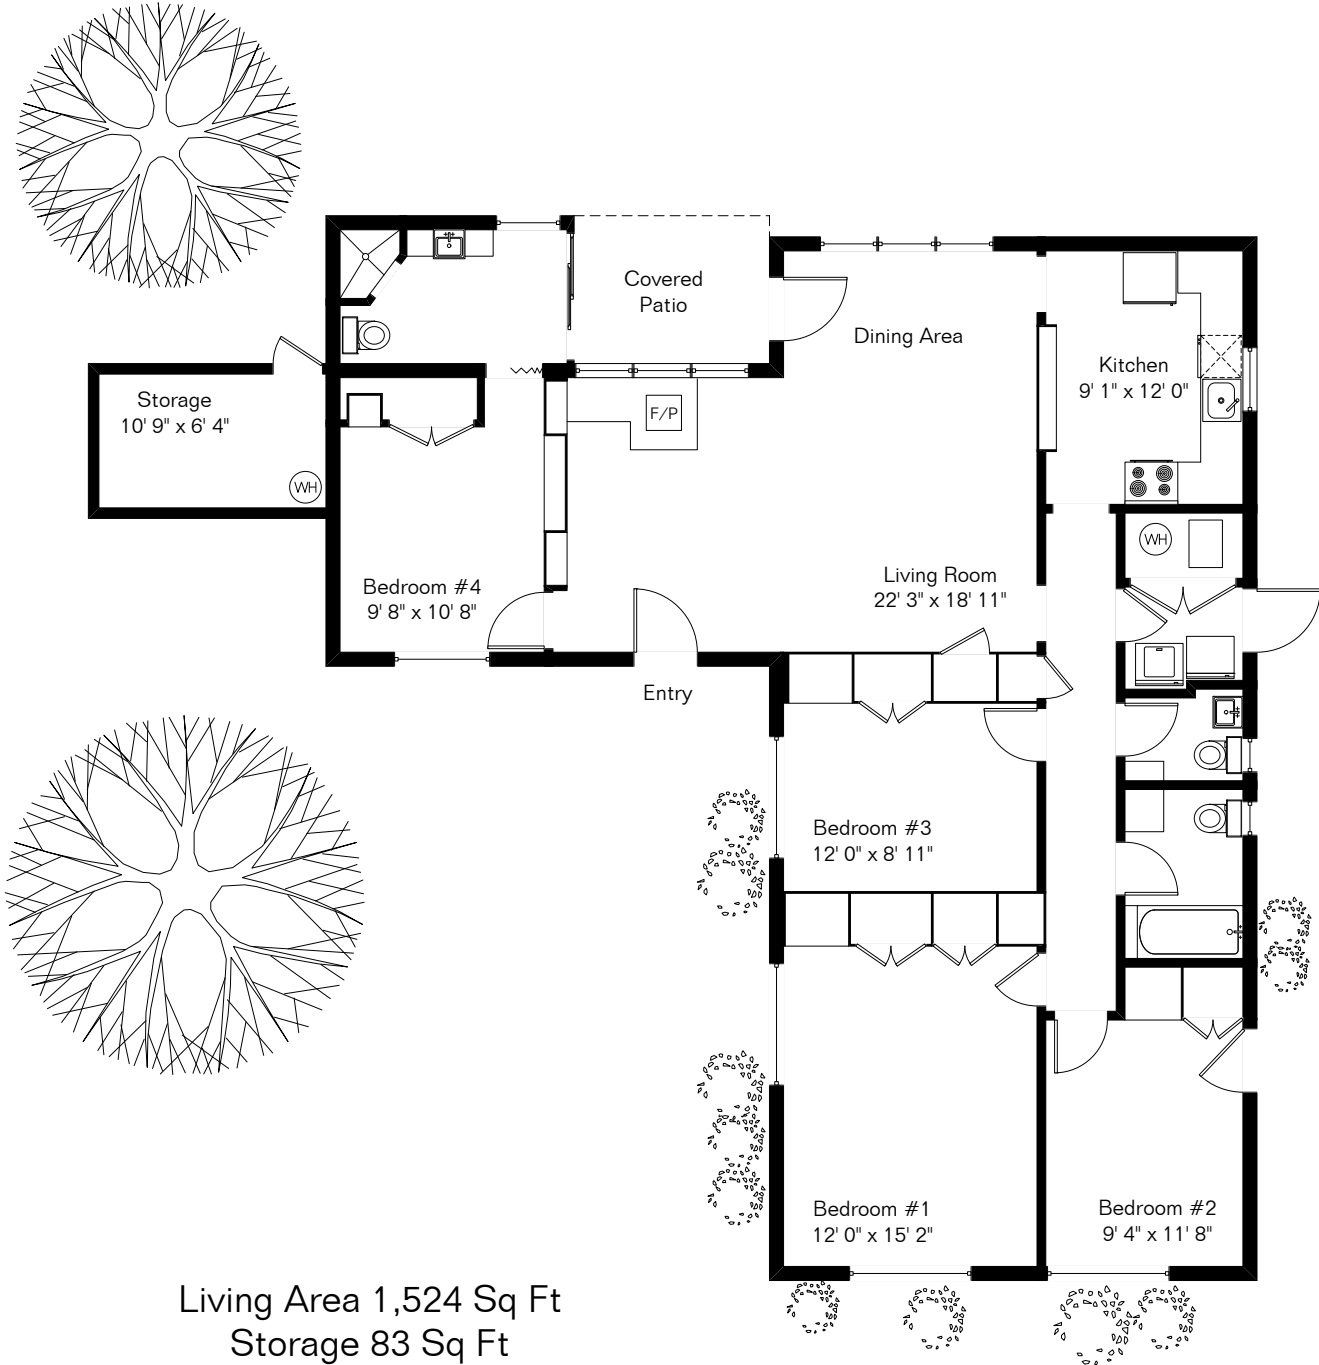 Covered
Patio
Dining Area
Kitchen
9' 1" x 12' 0"
Storage
10' 9" x 6' 4"
F/P
WH
WH
Bedroom #4
9' 8" x 10' 8"
Living Room
22' 3" x 18' 11"
Entry
Bedroom #3
12' 0" x 8' 11"
Bedroom #1
12' 0" x 15' 2"
Bedroom #2
9' 4" x 11' 8"
Living Area 1,524 Sq Ft
Storage 83 Sq Ft